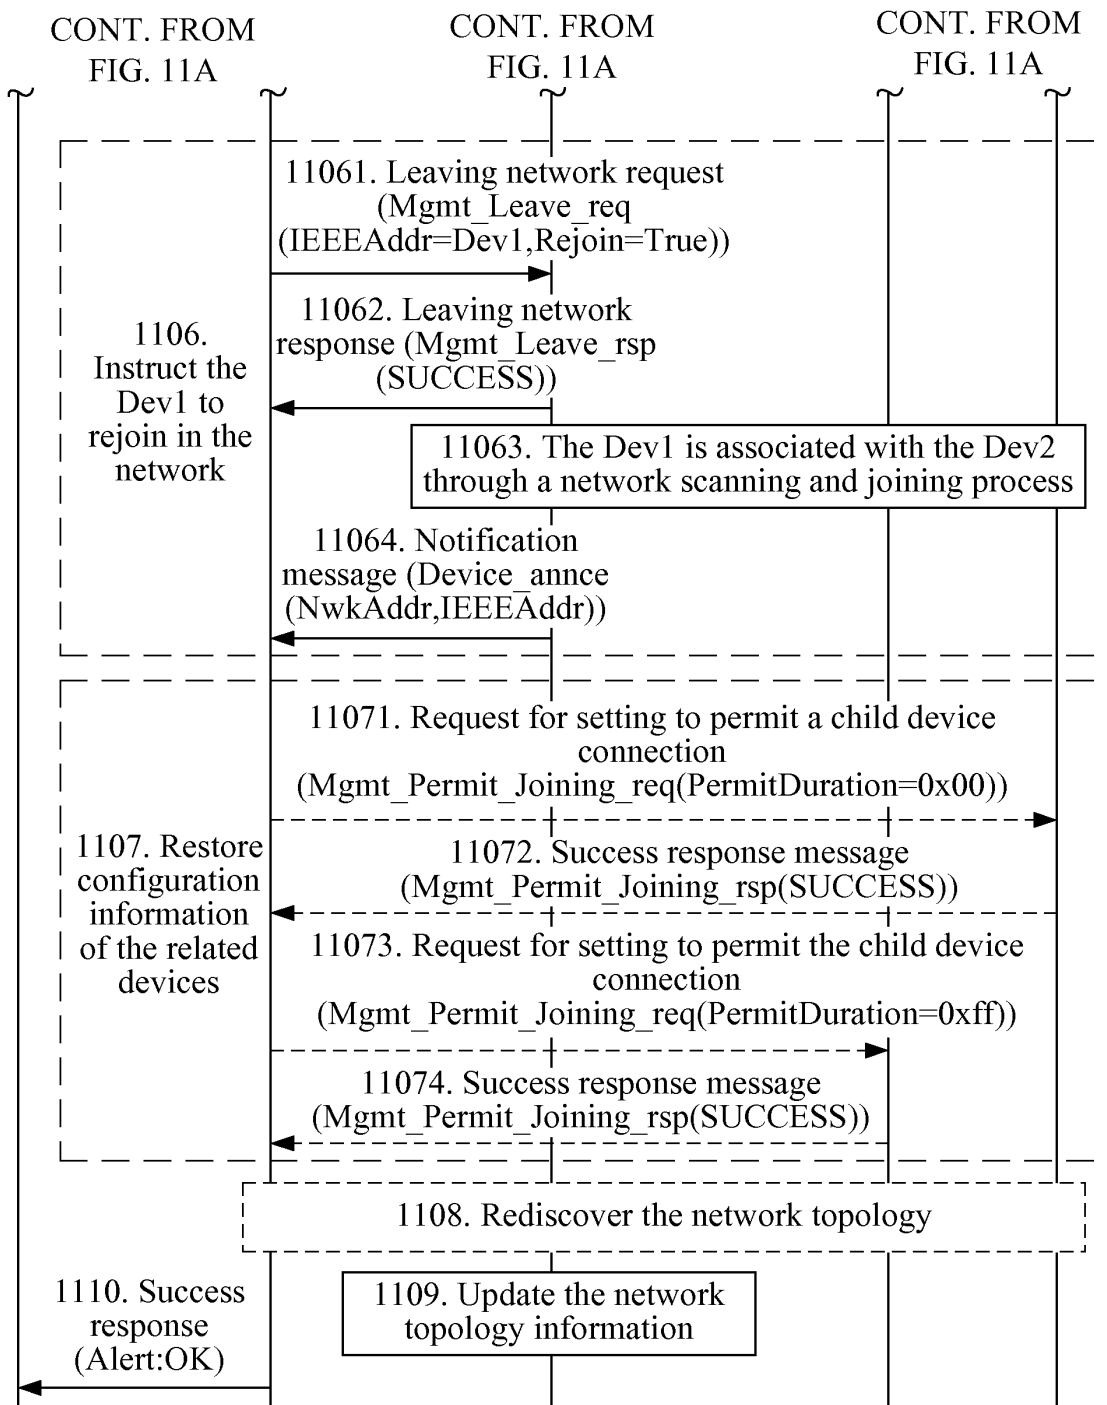 CONT. FROM
FIG. 11A
CONT. FROM
FIG. 11A
CONT. FROM
FIG. 11A
11061. Leaving network request
(Mgmt_Leave_req
(IEEEAddr=Dev1,Rejoin=True))
11062. Leaving network
response (Mgmt_Leave_rsp
(SUCCESS))
1106.
Instruct the
Dev1 to
rejoin in the
network
11063. The Dev1 is associated with the Dev2
through a network scanning and joining process
11064. Notification
message (Device_annce
(NwkAddr,IEEEAddr))
11071. Request for setting to permit a child device
connection
(Mgmt_Permit_Joining_req(PermitDuration=0x00))
1107. Restore
configuration
information
of the related
devices
11072. Success response message
(Mgmt_Permit_Joining_rsp(SUCCESS))
11073. Request for setting to permit the child device
connection
(Mgmt_Permit_Joining_req(PermitDuration=0xff))
11074. Success response message
(Mgmt_Permit_Joining_rsp(SUCCESS))
1108. Rediscover the network topology
1109. Update the network
topology information
1110. Success
response
(Alert:OK)